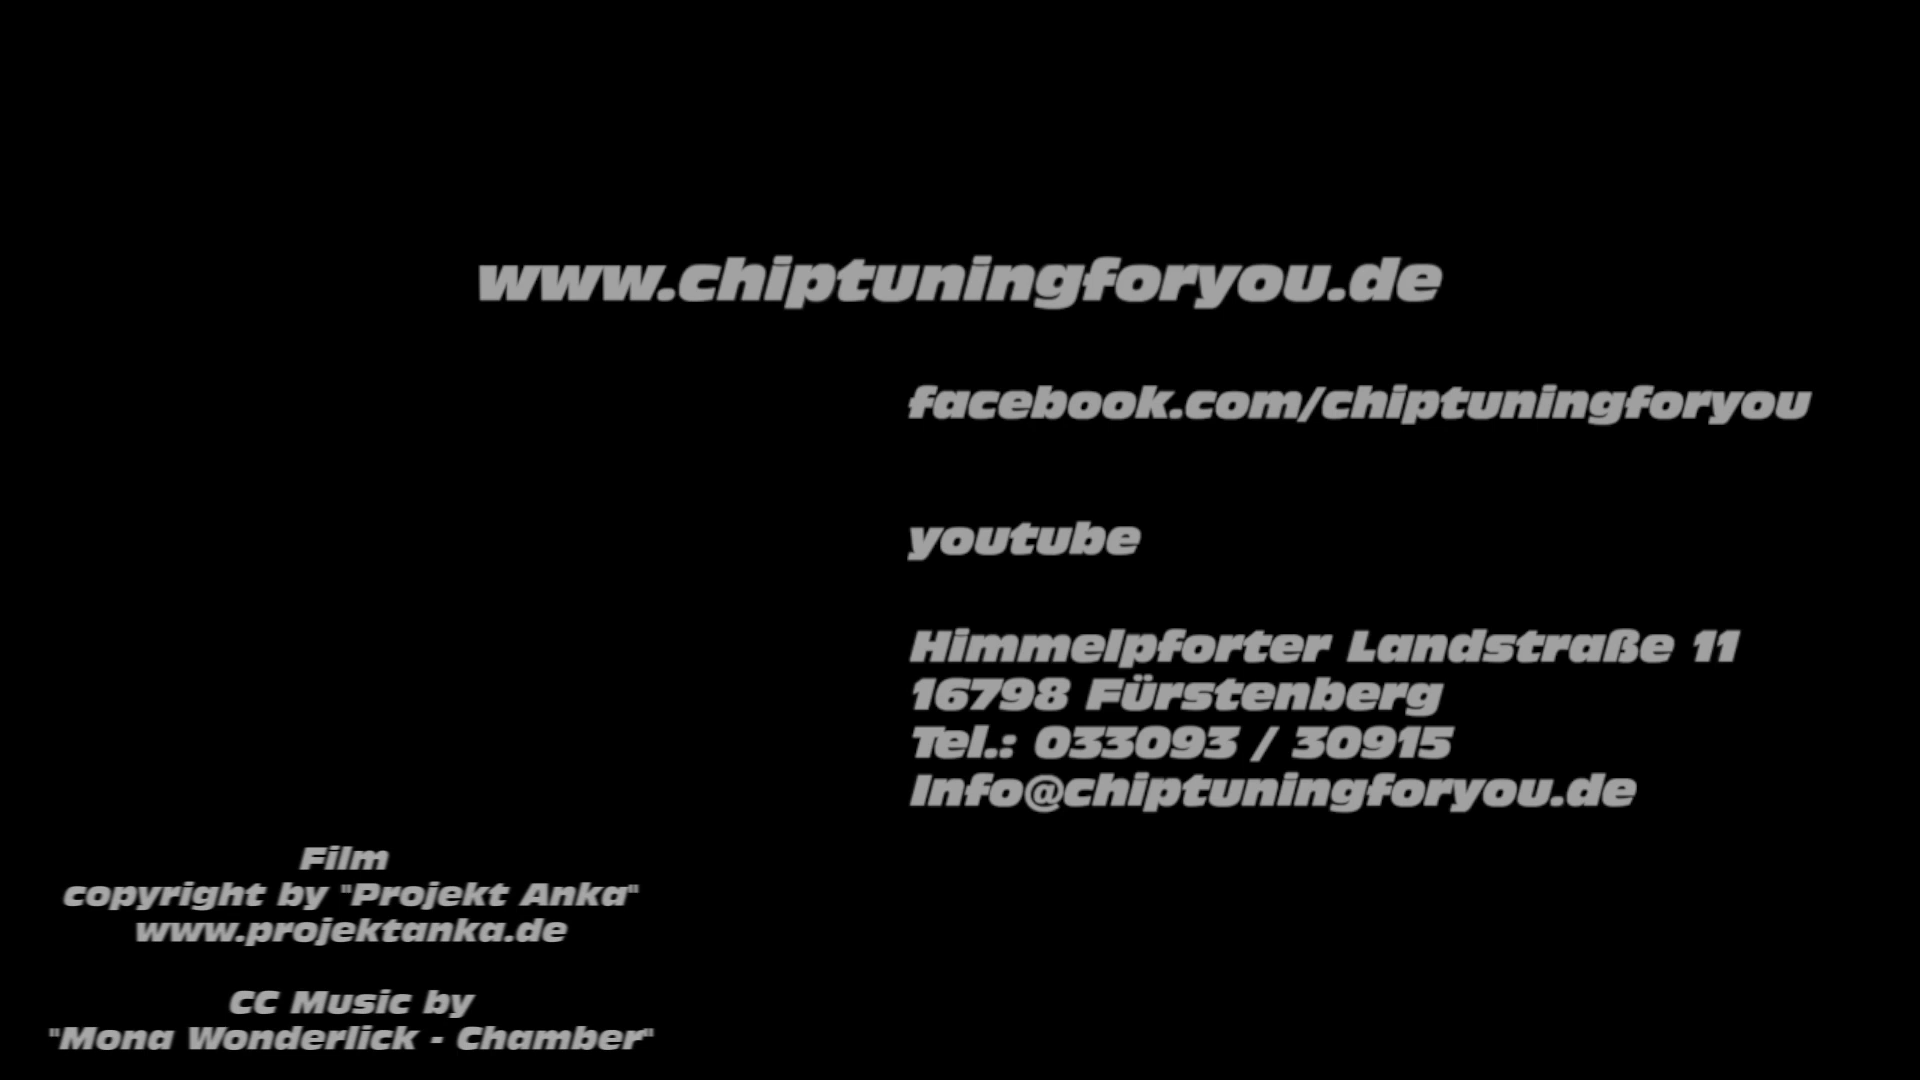 www.chiptuningforyou.de
facebook.com/chiptuningforyou
youtube
Himmelpforter Landstraße 11
16798 Fürstenberg
Tel.: 033093 / 30915
Info@chiptuningforyou.de
Film
copyright by "Projekt Anka"
www.projektanka.de
CC Music by
"Mona Wonderlick - Chamber"